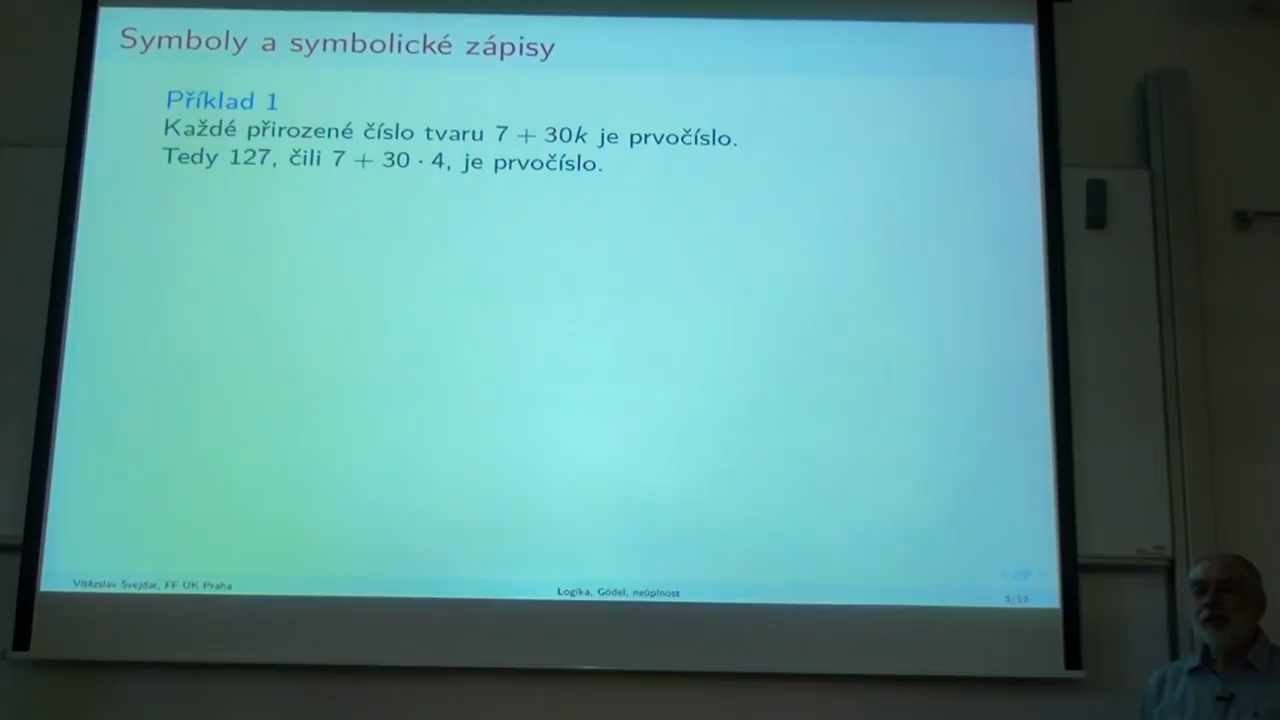 Symboly a symbolické zápisy
Příklad 1
Každé přirozené číslo tvaru 7 + 30k je prvočíslo.
Tedy 127, čili 7 + 30 · 4, je prvočíslo.
Vítězslav Švejdar, FF UK Praha
Logika, Gödel, neúplnost